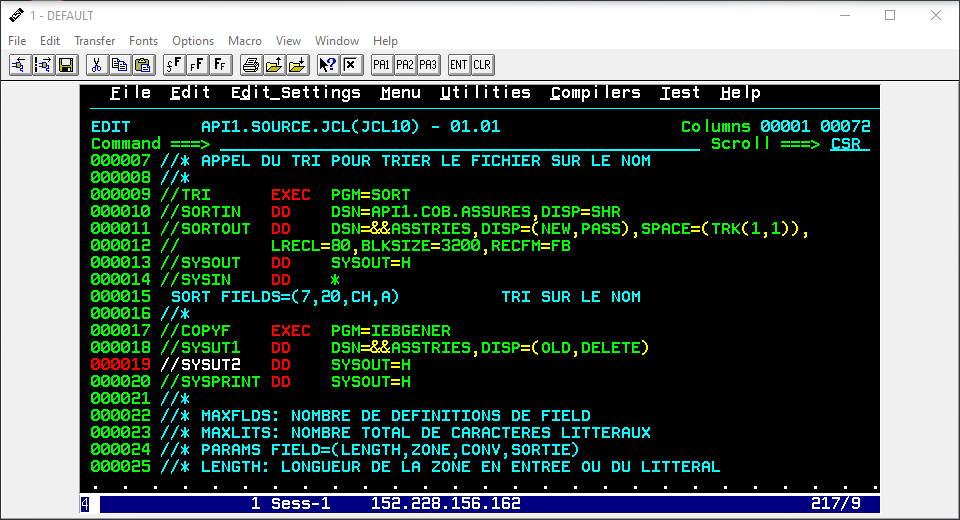 1 - DEFAULT
File Edit Transfer Fonts Options Macro View Window Help
PA1 PA2 PA3 ENT CLR
File Edit Edit_Settings Menu Utilities Compilers Test Help
EDIT API1.SOURCE.JCL(JCL10) - 01.01 Columns 00001 00072
Command ===> Scroll ===> CSR
000007 //* APPEL DU TRI POUR TRIER LE FICHIER SUR LE NOM
000008 //*
000009 //TRI EXEC PGM=SORT
000010 //SORTIN DD DSN=API1.COB.ASSURES,DISP=SHR
000011 //SORTOUT DD DSN=&&ASSTRIES,DISP=(NEW,PASS),SPACE=(TRK(1,1)),
000012 // LRECL=80,BLKSIZE=3200,RECFM=FB
000013 //SYSOUT DD SYSOUT=H
000014 //SYSIN DD *
000015 SORT FIELDS=(7,20,CH,A) TRI SUR LE NOM
000016 //*
000017 //COPYF EXEC PGM=IEBGENER
000018 //SYSUT1 DD DSN=&&ASSTRIES,DISP=(OLD,DELETE)
000019 //SYSUT2 DD SYSOUT=H
000020 //SYSPRINT DD SYSOUT=H
000021 //*
000022 //* MAXFLDS: NOMBRE DE DEFINITIONS DE FIELD
000023 //* MAXLITS: NOMBRE TOTAL DE CARACTERES LITTERAUX
000024 //* PARAMS FIELD=(LENGTH,ZONE,CONV,SORTIE)
000025 //* LENGTH: LONGUEUR DE LA ZONE EN ENTREE OU DU LITTERAL
. . . . . . . . . . . . . . . . . . . . . . . . . . .
4 1 Sess-1 152.228.156.162 217/9